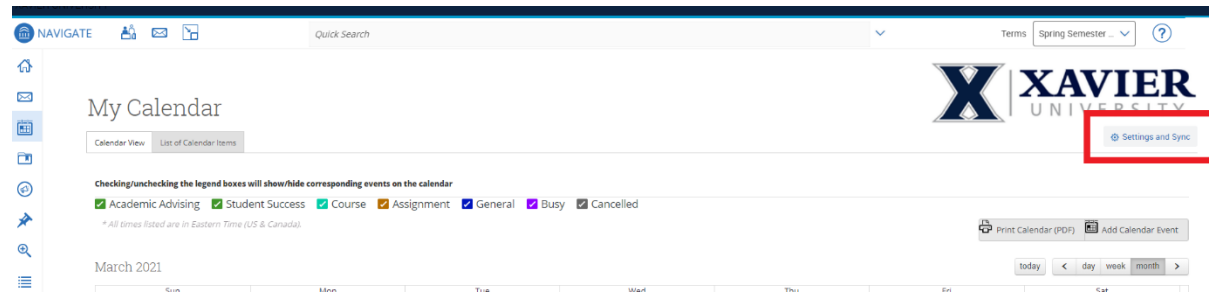 NAVIGATE
Quick Search
Terms Spring Semester ...
?
XAVIER
UNIVERSITY
My Calendar
Settings and Sync
Calendar View List of Calendar Items
Checking/unchecking the legend boxes will show/hide corresponding events on the calendar
Academic Advising Student Success Course Assignment General Busy Cancelled
* All times listed are in Eastern Time (US & Canada).
Print Calendar (PDF) Add Calendar Event
March 2021
today < day week month >
Sun Mon Tue Wed Thu Fri Sat